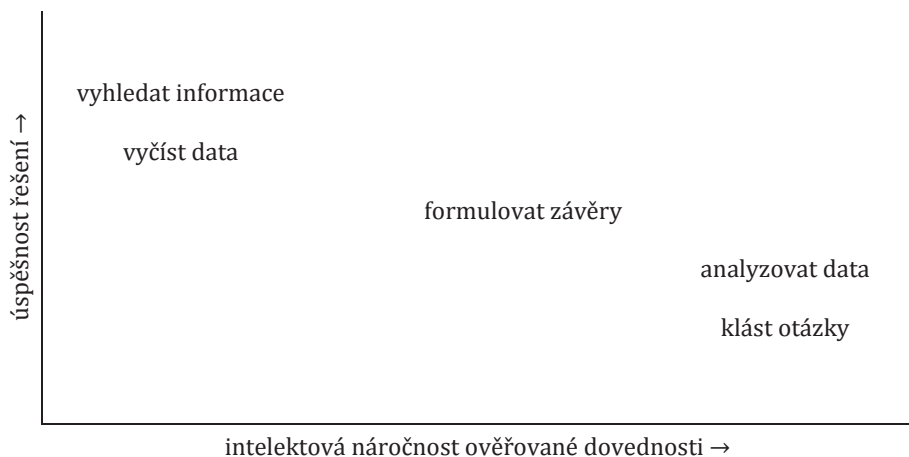 vyhledat informace
vyčíst data
formulovat závěry
analyzovat data
klást otázky
úspěšnost řešení →
intelektová náročnost ověřované dovednosti →